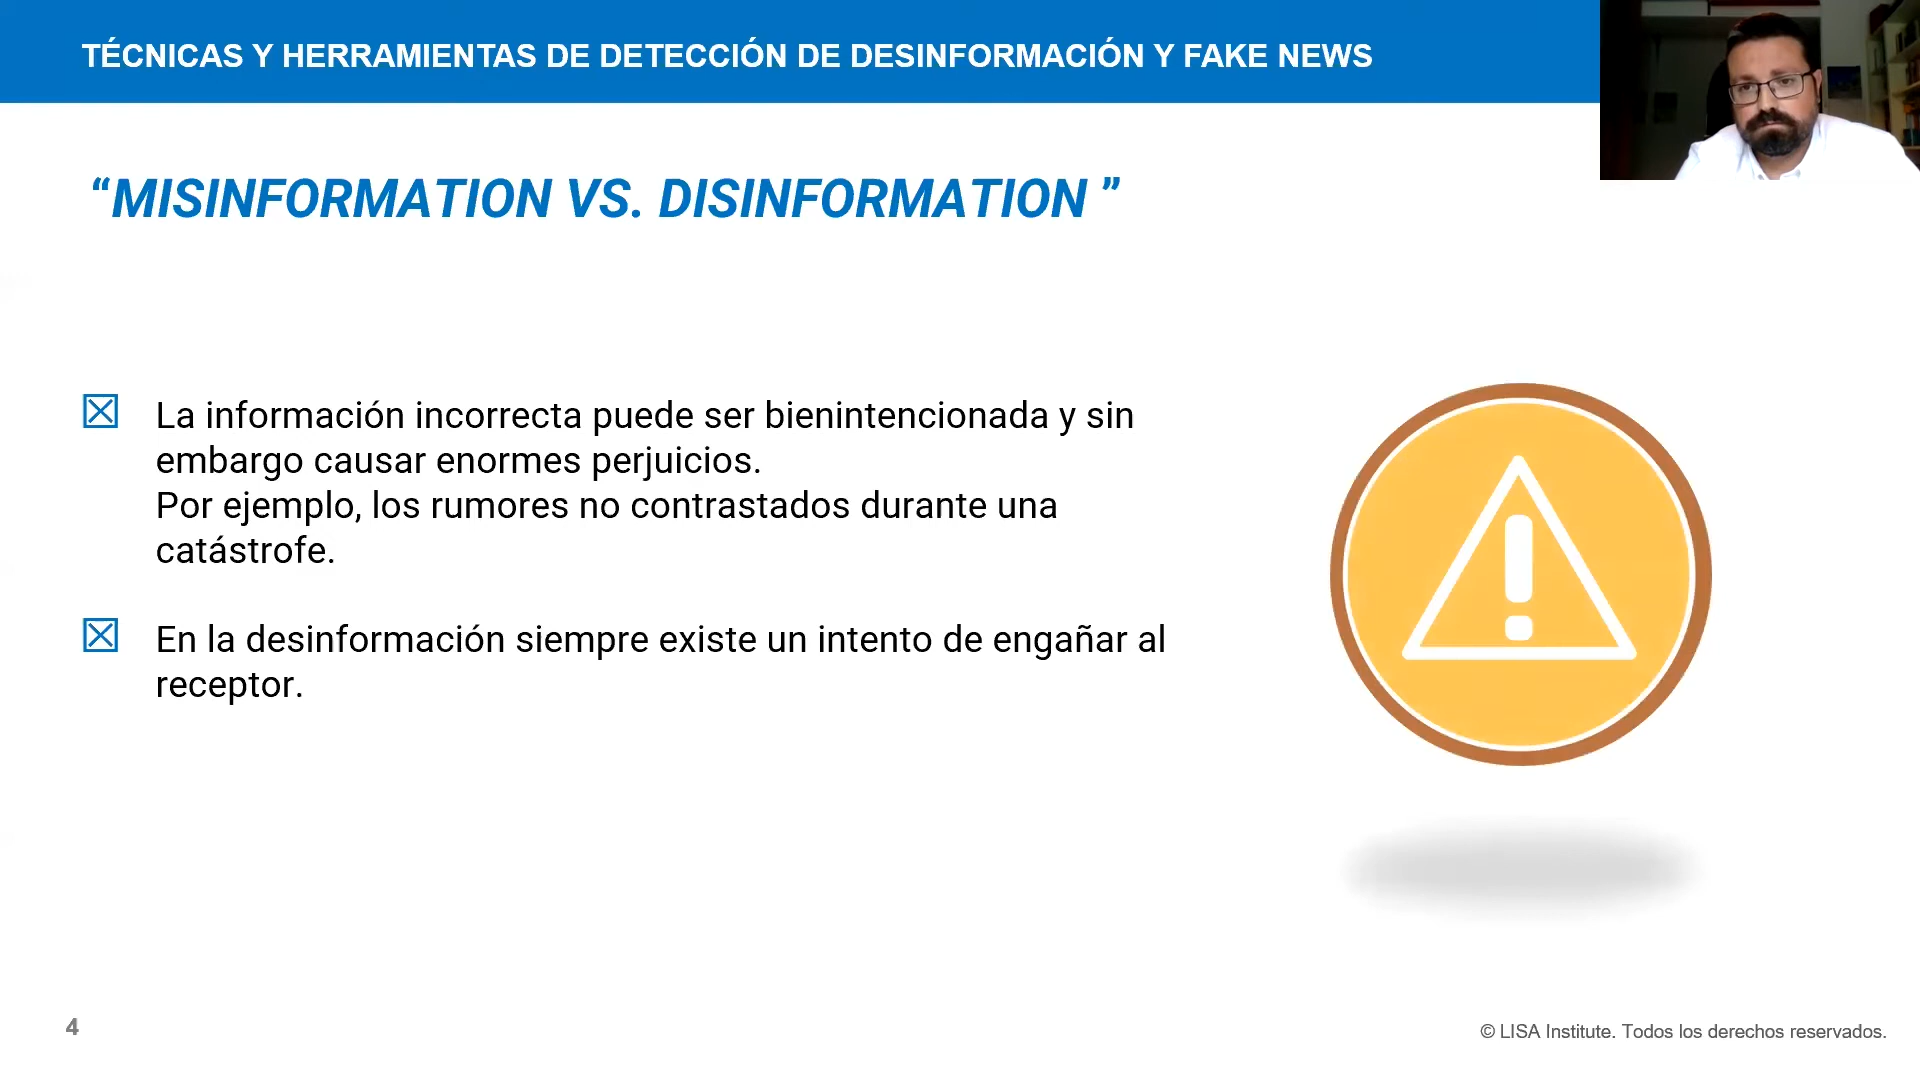 TÉCNICAS Y HERRAMIENTAS DE DETECCIÓN DE DESINFORMACIÓN Y FAKE NEWS
“MISINFORMATION VS. DISINFORMATION ”
La información incorrecta puede ser bienintencionada y sin
embargo causar enormes perjuicios.
Por ejemplo, los rumores no contrastados durante una
catástrofe.
En la desinformación siempre existe un intento de engañar al
receptor.
4
© LISA Institute. Todos los derechos reservados.